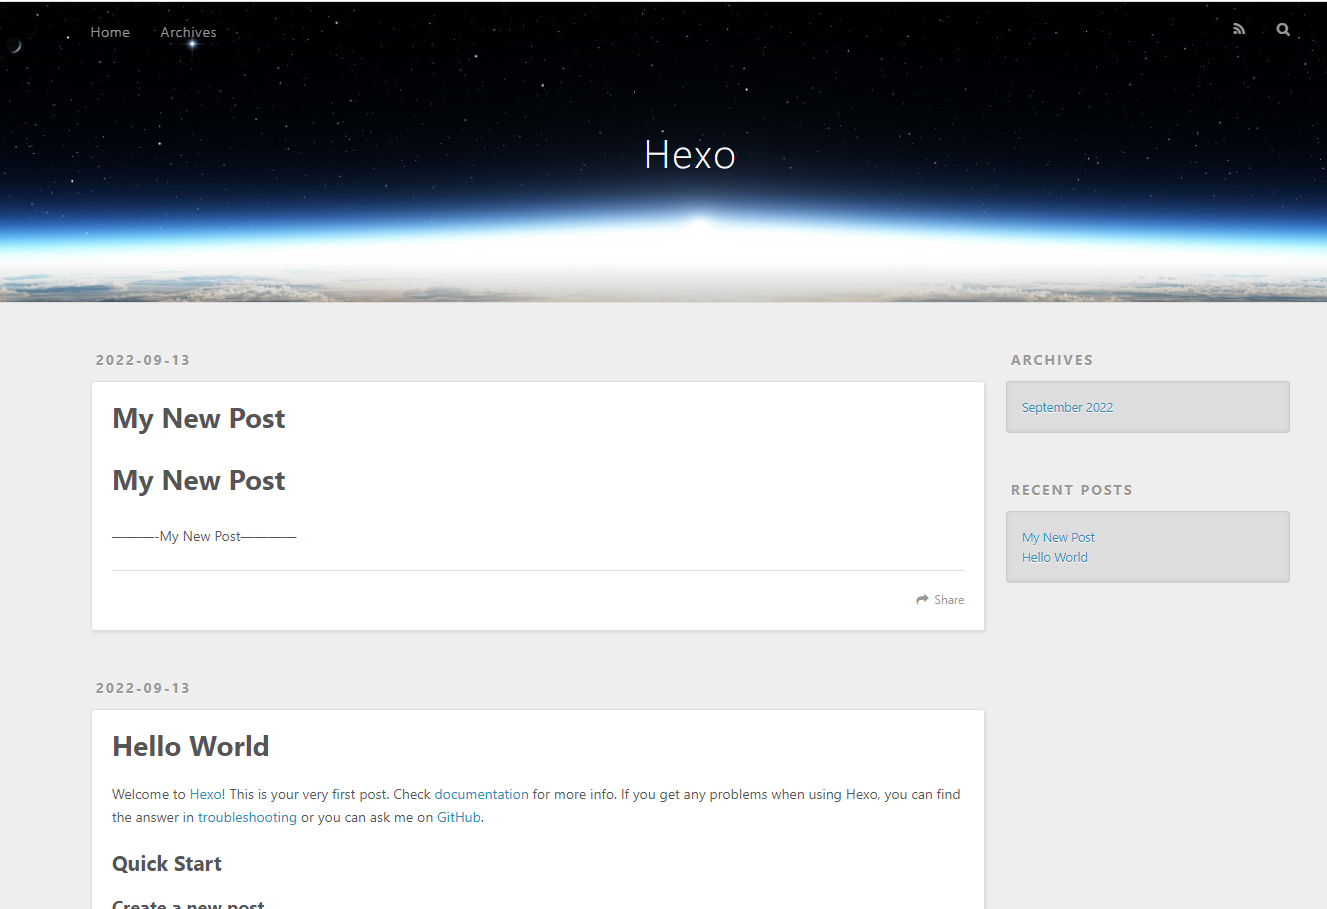 Home Archives
Hexo
2022-09-13
My New Post
My New Post
————-My New Post————–
Share
2022-09-13
Hello World
Welcome to Hexo! This is your very first post. Check documentation for more info. If you get any problems when using Hexo, you can find
the answer in troubleshooting or you can ask me on GitHub.
Quick Start
Create a new post
ARCHIVES
September 2022
RECENT POSTS
My New Post
Hello World